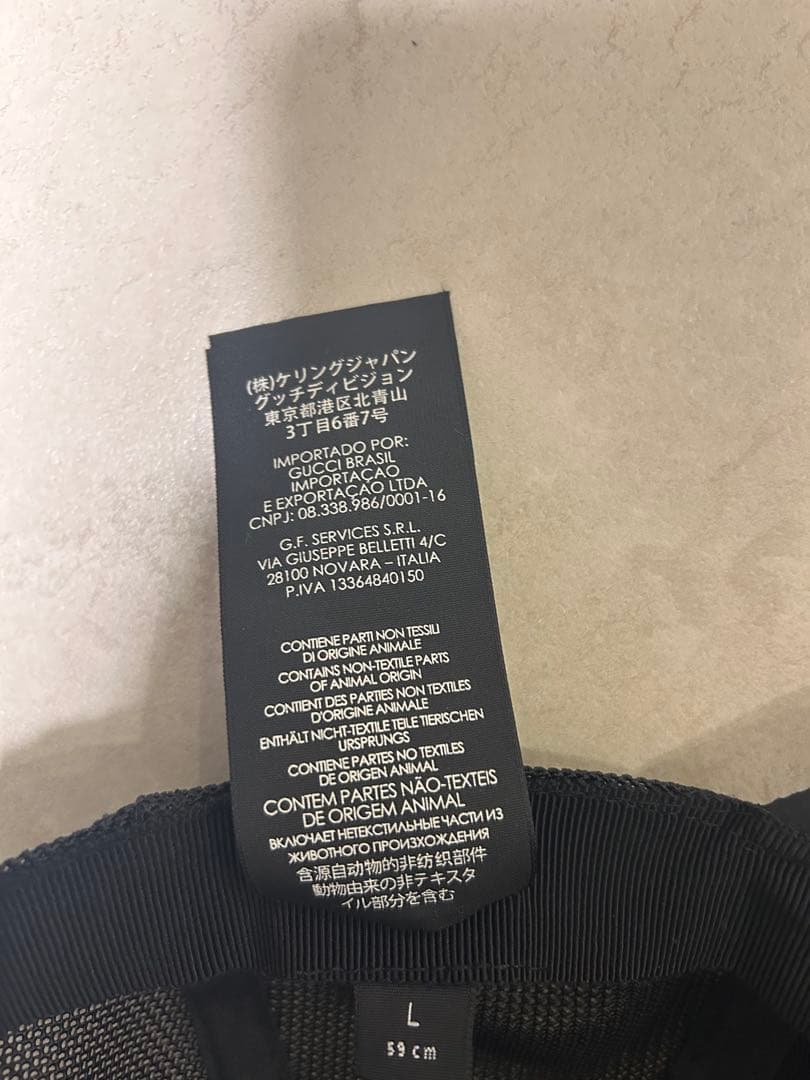 (株)ケリングジャパン
グッチディビジョン
東京都港区北青山
3丁目6番7号
IMPORTADO POR:
GUCCI BRASIL
IMPORTAÇAO
E EXPORTAÇAO LTDA
CNPJ: 08.338.986/0001-16
G.F. SERVICES S.R.L.
VIA GIUSEPPE BELLETTI 4/C
28100 NOVARA – ITALIA
P.IVA 13364840150
CONTIENE PARTI NON TESSILI
DI ORIGINE ANIMALE
CONTAINS NON-TEXTILE PARTS
OF ANIMAL ORIGIN
CONTIENT DES PARTIES NON TEXTILES
D'ORIGINE ANIMALE
ENTHÄLT NICHT-TEXTILE TEILE TIERISCHEN
URSPRUNGS
CONTIENE PARTES NO TEXTILES
DE ORIGEN ANIMAL
CONTEM PARTES NÃO-TEXTEIS
DE ORIGEM ANIMAL
ВКЛЮЧАЕТ НЕТЕКСТИЛЬНЫЕ ЧАСТИ ИЗ
ЖИВОТНОГО ПРОИЗХОЖДЕНИЯ
含源自动物的非纺织部件
動物由来の非テキスタ
イル部分を含む
L
59 cm